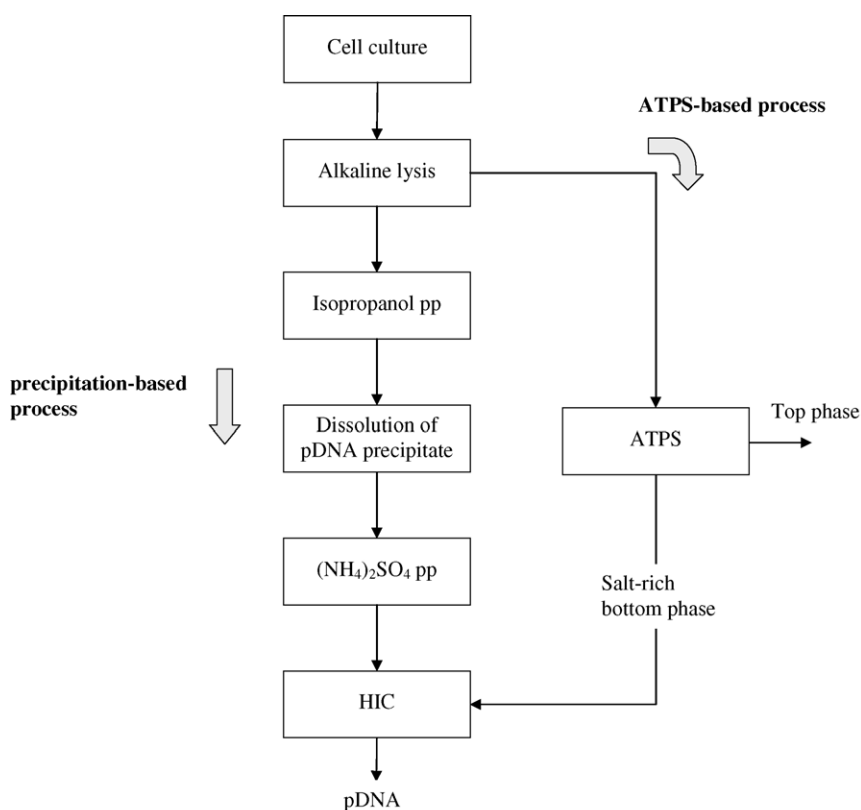 Cell culture
ATPS-based process
Alkaline lysis
Isopropanol pp
precipitation-based
process
Dissolution of
pDNA precipitate
Top phase
ATPS
(NH₄)₂SO₄ pp
Salt-rich
bottom phase
HIC
pDNA